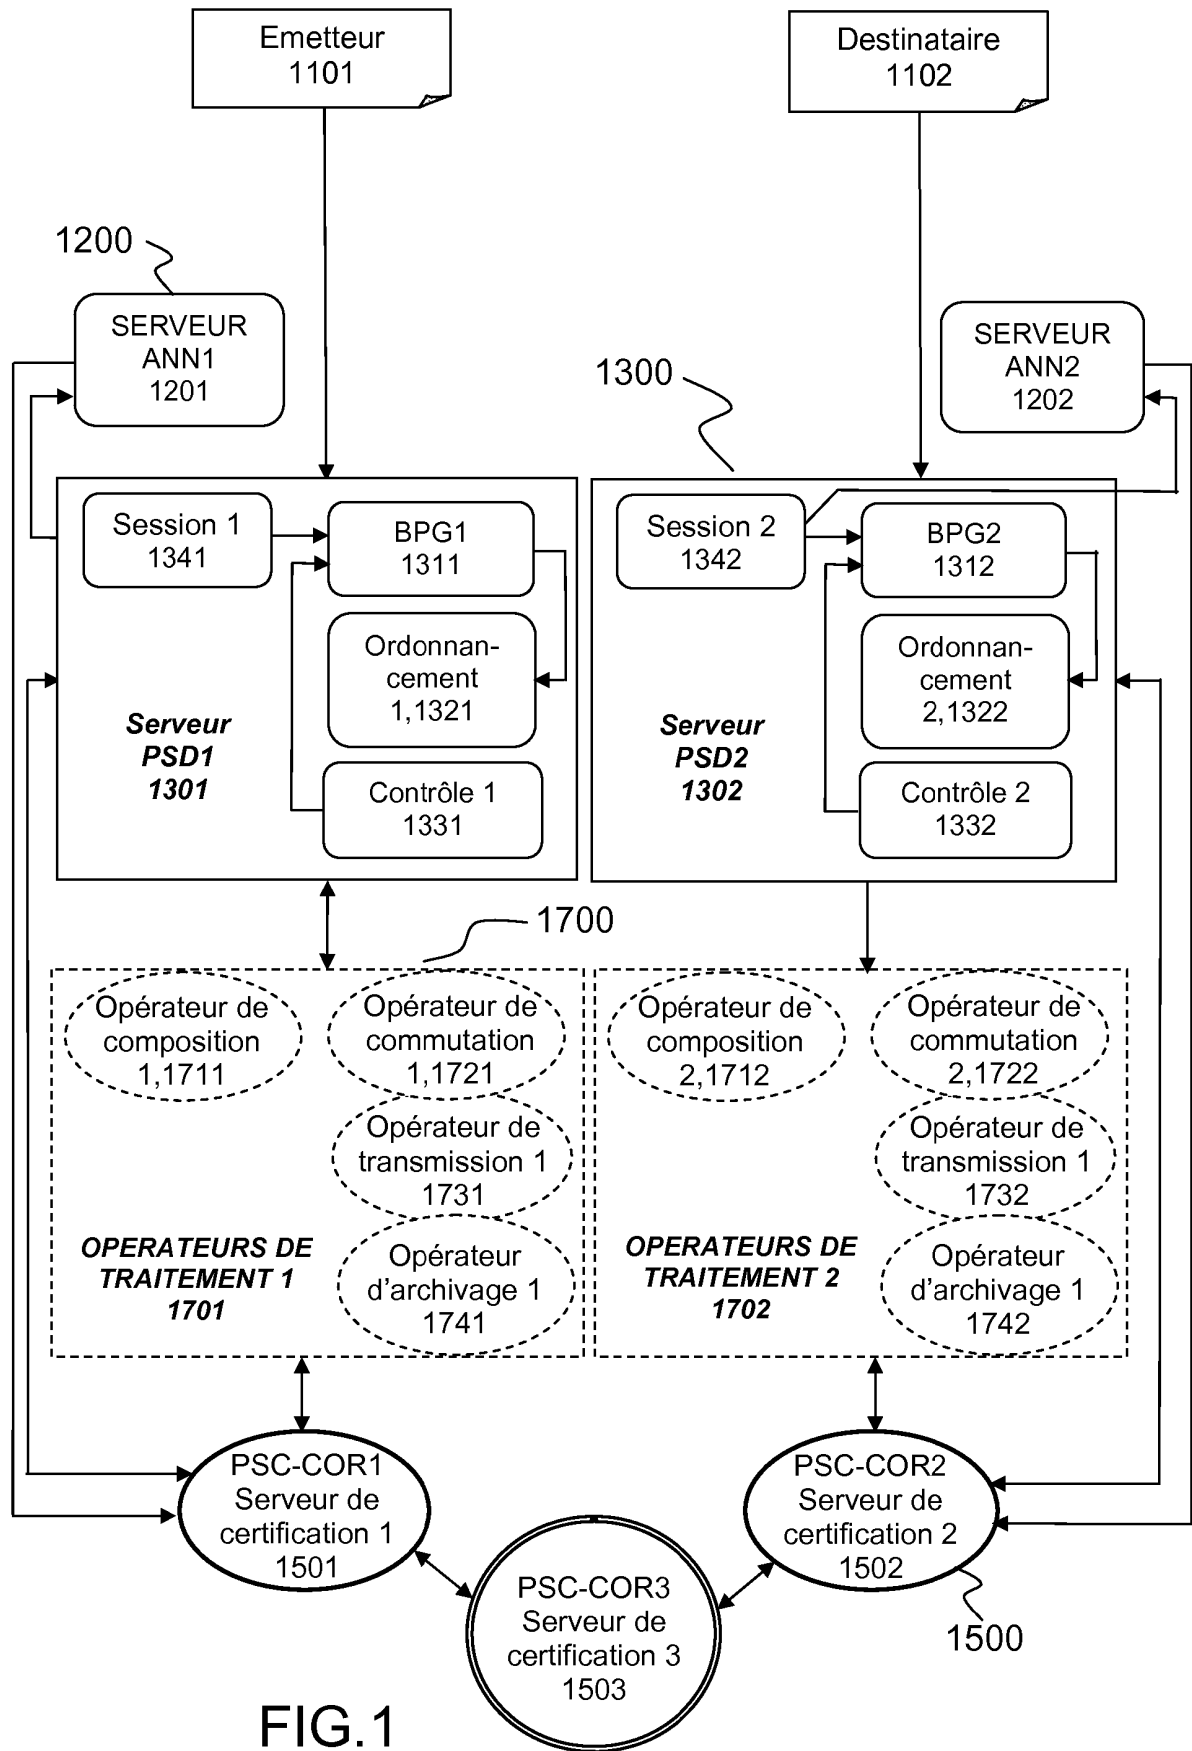 Emetteur
1101
Destinataire
1102
1200
SERVEUR
ANN1
1201
SERVEUR
ANN2
1202
1300
Session 1
1341
BPG1
1311
Ordonnan-
cement
1,1321
Serveur
PSD1
1301
Contrôle 1
1331
Session 2
1342
BPG2
1312
Ordonnan-
cement
2,1322
Serveur
PSD2
1302
Contrôle 2
1332
1700
Opérateur de
composition
1,1711
Opérateur de
commutation
1,1721
Opérateur de
transmission 1
1731
OPERATEURS DE
TRAITEMENT 1
1701
Opérateur
d'archivage 1
1741
Opérateur de
composition
2,1712
Opérateur de
commutation
2,1722
Opérateur de
transmission 1
1732
OPERATEURS DE
TRAITEMENT 2
1702
Opérateur
d'archivage 1
1742
PSC-COR1
Serveur de
certification 1
1501
PSC-COR2
Serveur de
certification 2
1502
PSC-COR3
Serveur de
certification 3
1503
1500
FIG.1